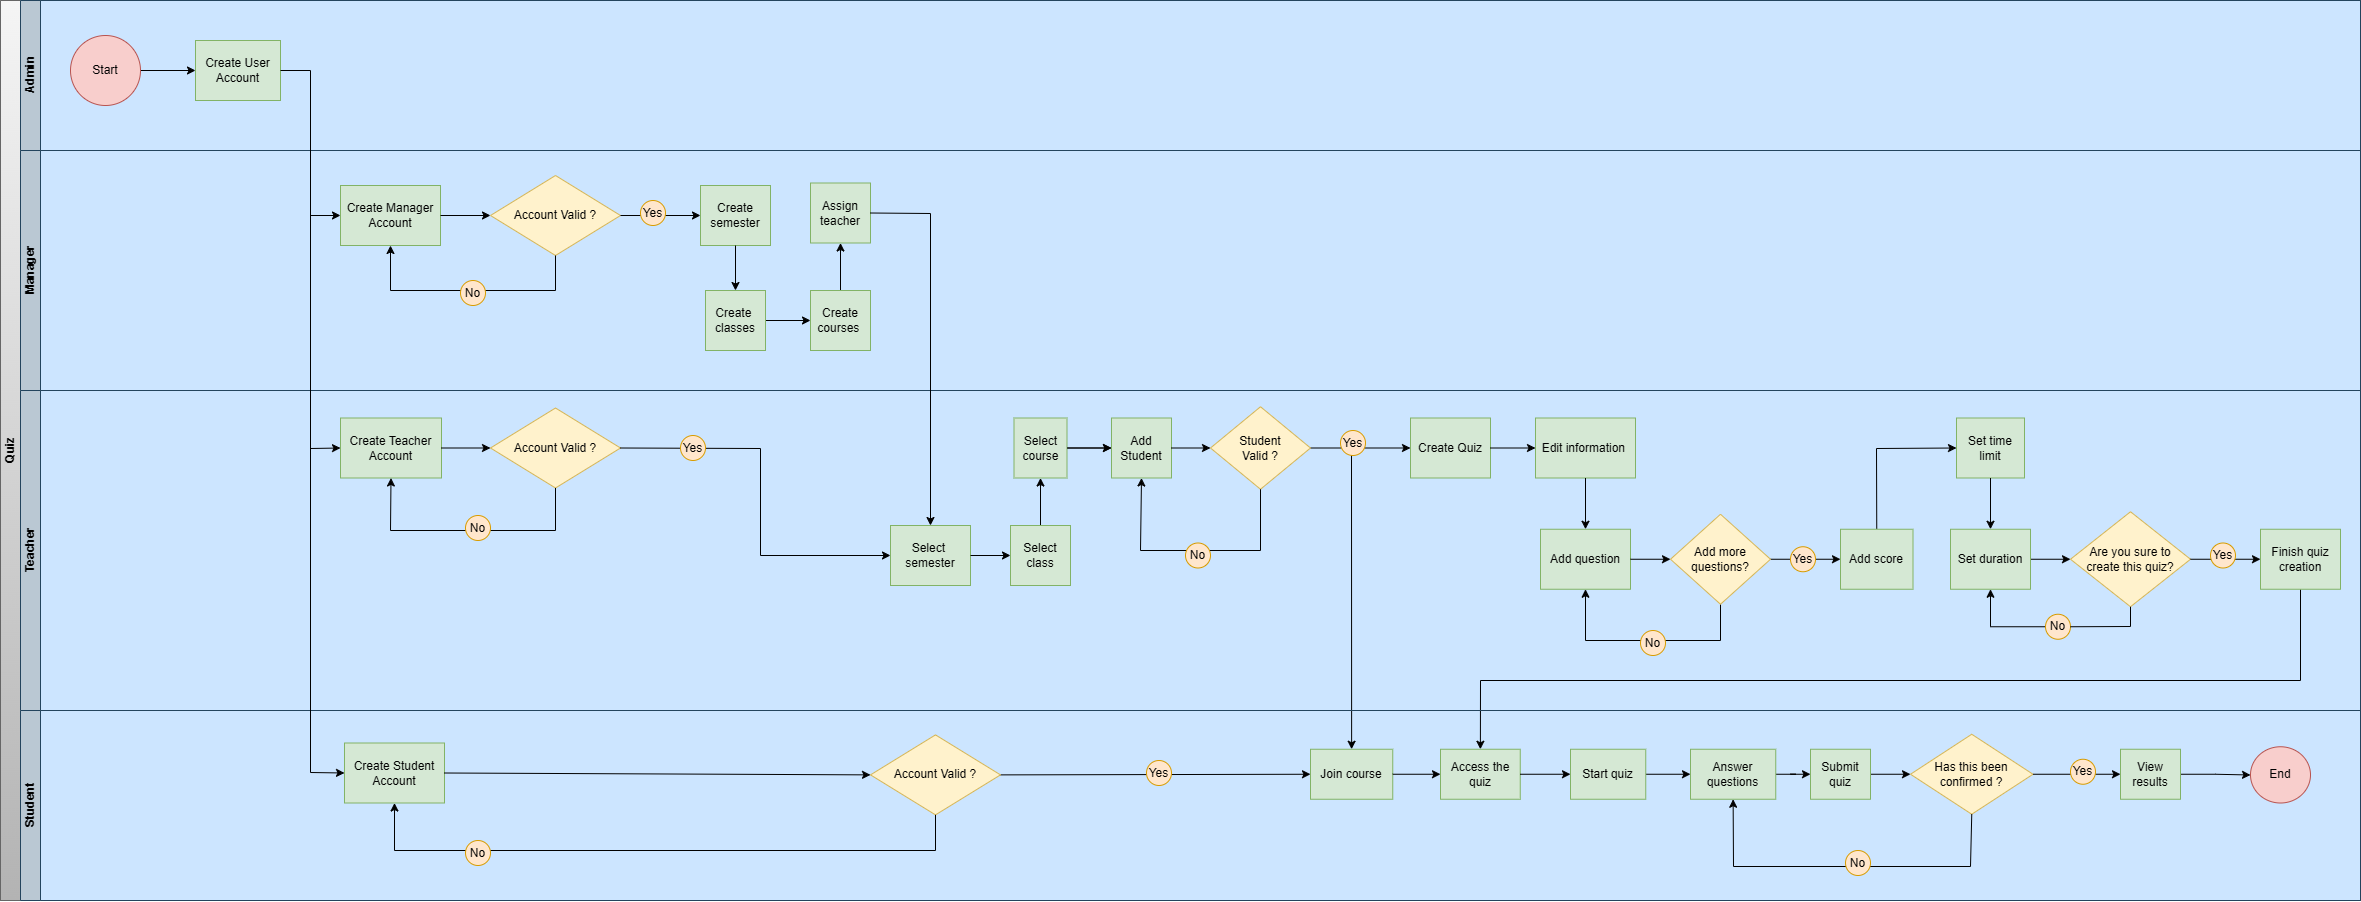 Quiz
Admin
Start
Create User
Account
Manager
Create Manager
Account
Account Valid ?
Yes
No
Create
semester
Create
classes
Create
courses
Assign
teacher
Teacher
Create Teacher
Account
Account Valid ?
Yes
No
Select
semester
Select
class
Select
course
Add
Student
Student
Valid ?
Yes
No
Create Quiz
Edit information
Add question
Add more
questions?
Yes
No
Add score
Set time
limit
Set duration
Are you sure to
create this quiz?
Yes
No
Finish quiz
creation
Student
Create Student
Account
Account Valid ?
Yes
No
Join course
Access the
quiz
Start quiz
Answer
questions
Submit
quiz
Has this been
confirmed ?
Yes
No
View
results
End